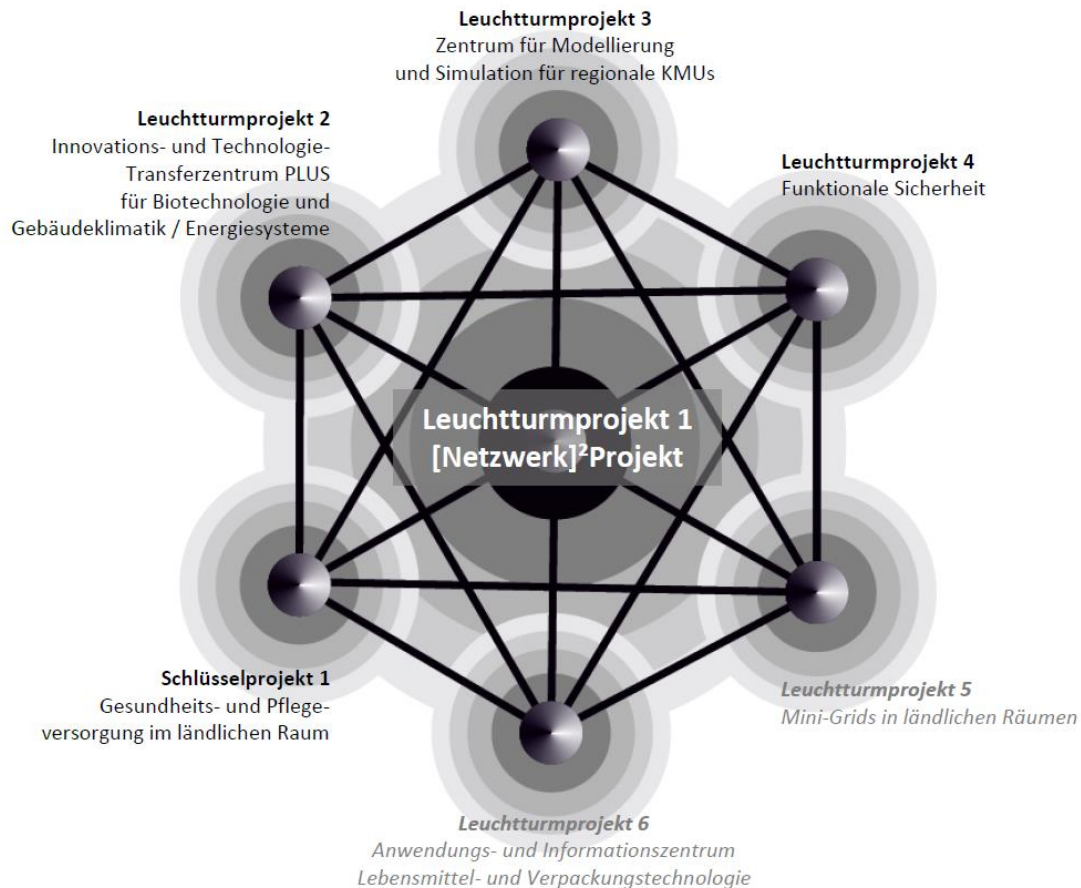 Leuchtturmprojekt 3
Zentrum für Modellierung
und Simulation für regionale KMUs
Leuchtturmprojekt 2
Innovations- und Technologie-
Transferzentrum PLUS
für Biotechnologie und
Gebäudeklimatik / Energiesysteme
Leuchtturmprojekt 4
Funktionale Sicherheit
Leuchtturmprojekt 1
[Netzwerk]²Projekt
Schlüsselprojekt 1
Gesundheits- und Pflege-
versorgung im ländlichen Raum
Leuchtturmprojekt 5
Mini-Grids in ländlichen Räumen
Leuchtturmprojekt 6
Anwendungs- und Informationszentrum
Lebensmittel- und Verpackungstechnologie